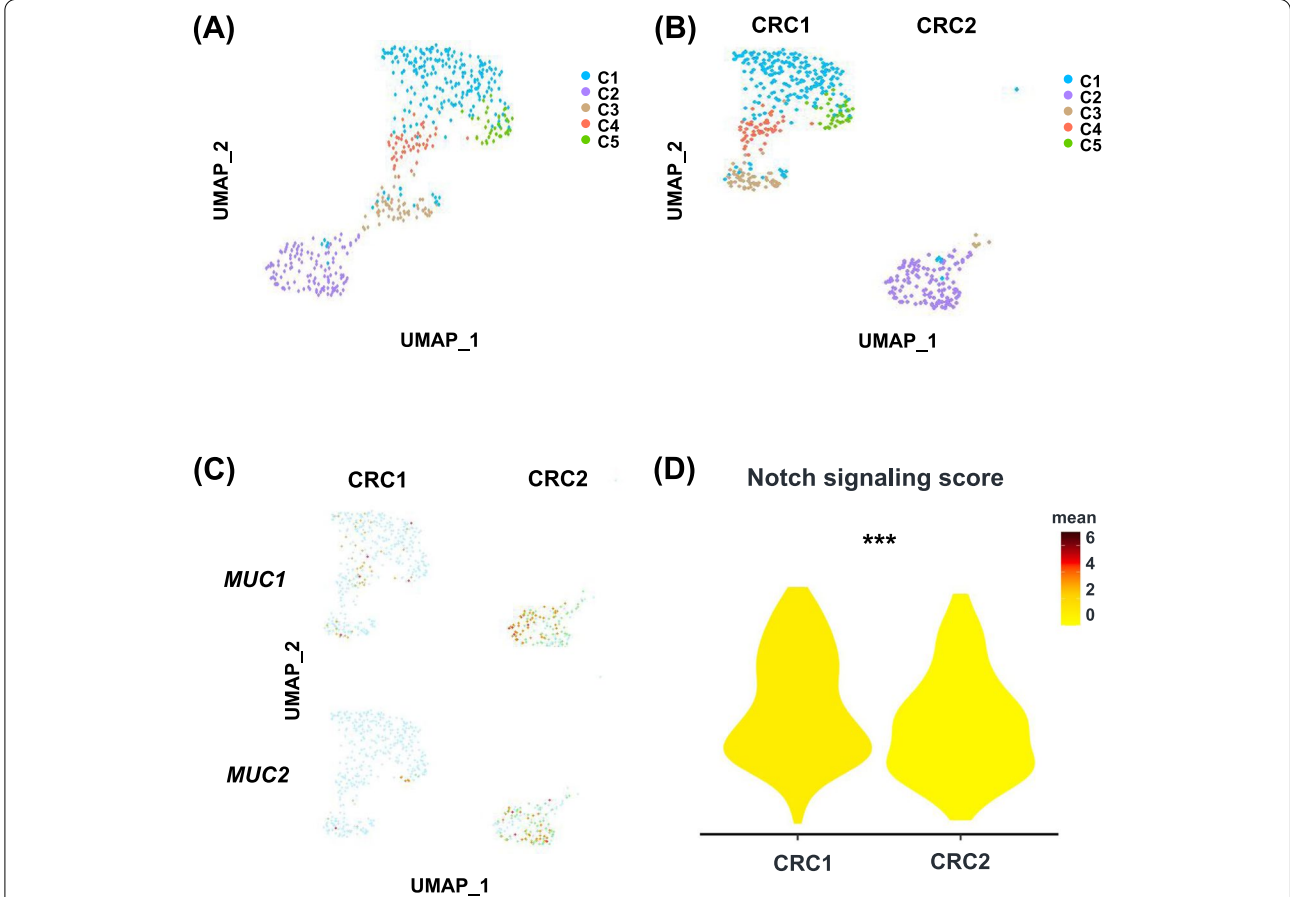 (A)
UMAP_2
C1
C2
C3
C4
C5
UMAP_1
(B)
CRC1
CRC2
UMAP_2
C1
C2
C3
C4
C5
UMAP_1
(C)
CRC1
CRC2
MUC1
UMAP_2
MUC2
UMAP_1
(D)
Notch signaling score
mean
6
4
2
0
***
CRC1
CRC2